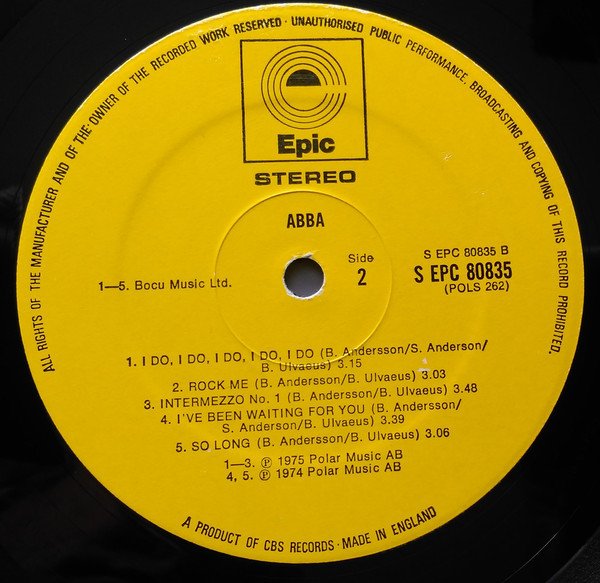 ALL RIGHTS OF THE MANUFACTURER AND OF THE OWNER OF THE RECORDED WORK RESERVED · UNAUTHORISED PUBLIC PERFORMANCE, BROADCASTING AND COPYING OF THIS RECORD PROHIBITED.
Epic
STEREO
ABBA
1—5. Bocu Music Ltd.
Side
2
S EPC 80835 B
S EPC 80835
(POLS 262)
1. I DO, I DO, I DO, I DO, I DO (B. Andersson/S. Anderson/
B. Ulvaeus) 3.15
2. ROCK ME (B. Andersson/B. Ulvaeus) 3.03
3. INTERMEZZO No. 1 (B. Andersson/B. Ulvaeus) 3.48
4. I'VE BEEN WAITING FOR YOU (B. Andersson/
S. Anderson/B. Ulvaeus) 3.39
5. SO LONG (B. Andersson/B. Ulvaeus) 3.06
1—3. ℗ 1975 Polar Music AB
4, 5. ℗ 1974 Polar Music AB
A PRODUCT OF CBS RECORDS · MADE IN ENGLAND